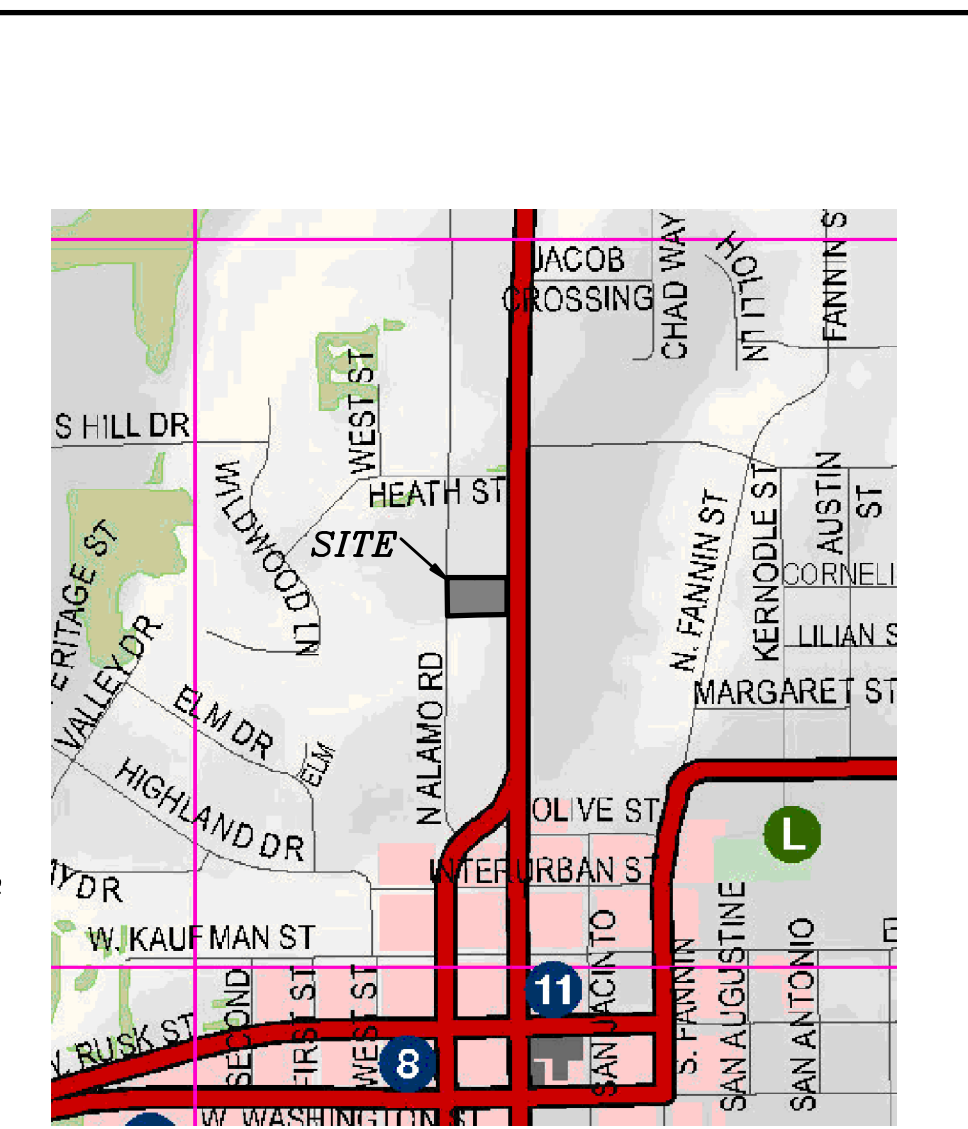 JACOB
CROSSING
CHAD WAY
HOLLI LN
FANNIN S
S HILL DR
WEST ST
HEATH ST
WILDWOOD LN
SITE
N. FANNIN ST
KERNODLE ST
AUSTIN
ST
CORNELI
LILIAN S
MARGARET ST
ERITAGE ST
VALLEY DR
ELM DR
ELM
HIGHLAND DR
N ALAMO RD
OLIVE ST
L
INTERURBAN ST
Y DR
W. KAUFMAN ST
SECOND
FIRST ST
WEST ST
SAN JACINTO
S. FANNIN
SAN AUGUSTINE
SAN ANTONIO
E
11
8
W. RUSK ST
W. WASHINGTON ST